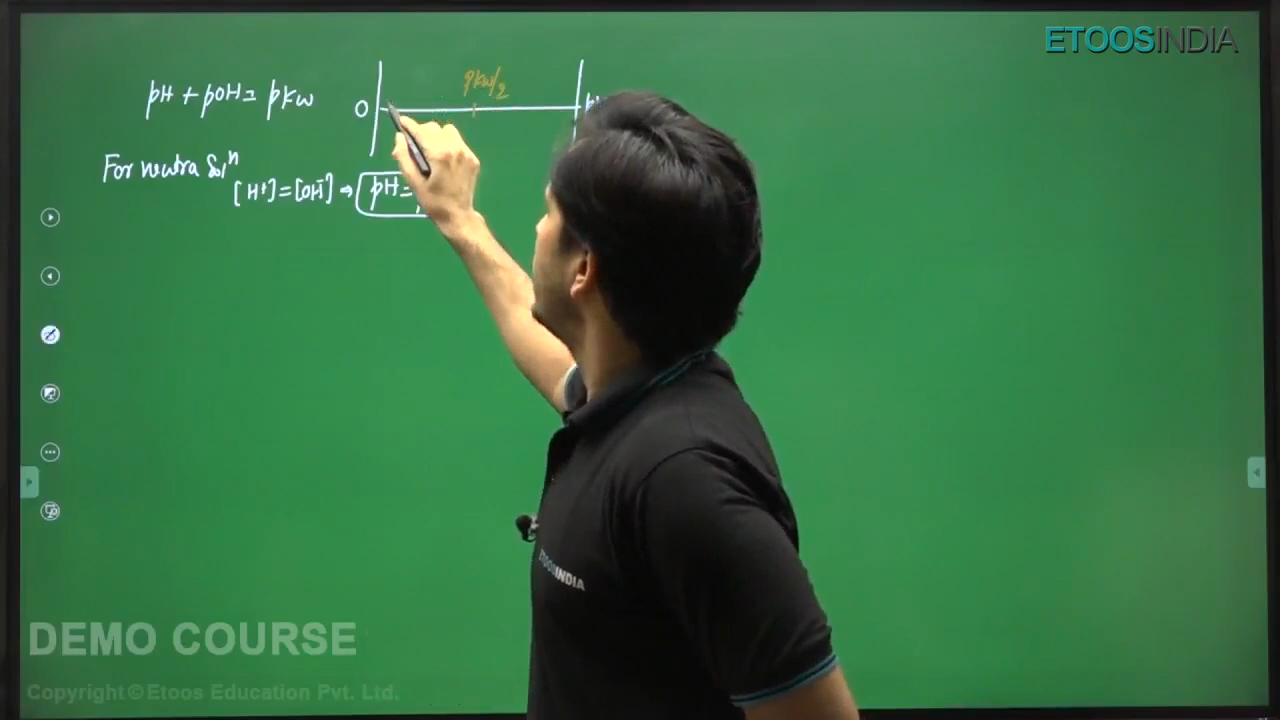 ETOOSINDIA
pH + pOH = pKw
0
pKw/2
For neutra Solⁿ
[H⁺] = [OH⁻] ⇒ pH =
ETOOSINDIA
DEMO COURSE
Copyright © Etoos Education Pvt. Ltd.